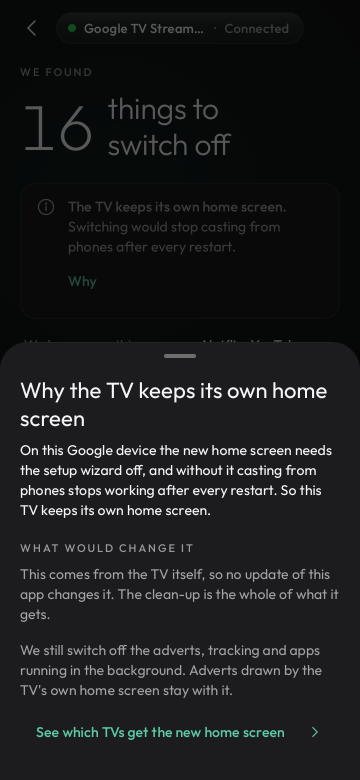 Google TV Stream... · Connected
WE FOUND
16 things to
switch off
The TV keeps its own home screen.
Switching would stop casting from
phones after every restart.
Why
Why the TV keeps its own home
screen
On this Google device the new home screen needs
the setup wizard off, and without it casting from
phones stops working after every restart. So this
TV keeps its own home screen.
WHAT WOULD CHANGE IT
This comes from the TV itself, so no update of this
app changes it. The clean-up is the whole of what it
gets.
We still switch off the adverts, tracking and apps
running in the background. Adverts drawn by the
TV's own home screen stay with it.
See which TVs get the new home screen